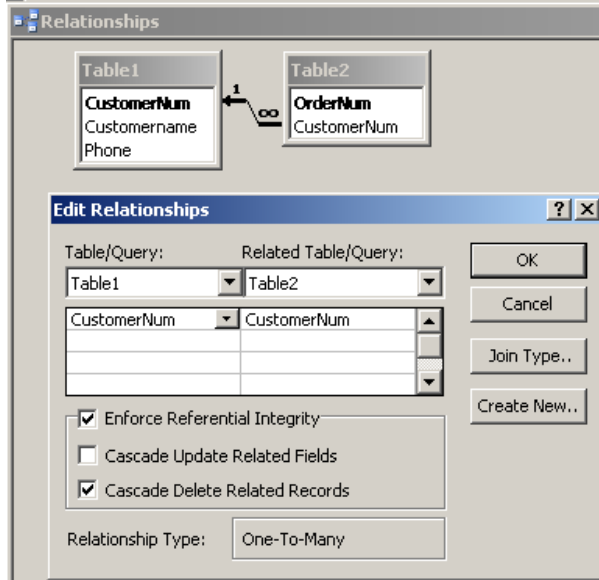 Relationships
Table1 Table2
CustomerNum 1 OrderNum
Customername ∞ CustomerNum
Phone
Edit Relationships ? X
Table/Query: Related Table/Query:
Table1 Table2
OK
CustomerNum CustomerNum
Cancel
Join Type..
Create New..
Enforce Referential Integrity
Cascade Update Related Fields
Cascade Delete Related Records
Relationship Type: One-To-Many